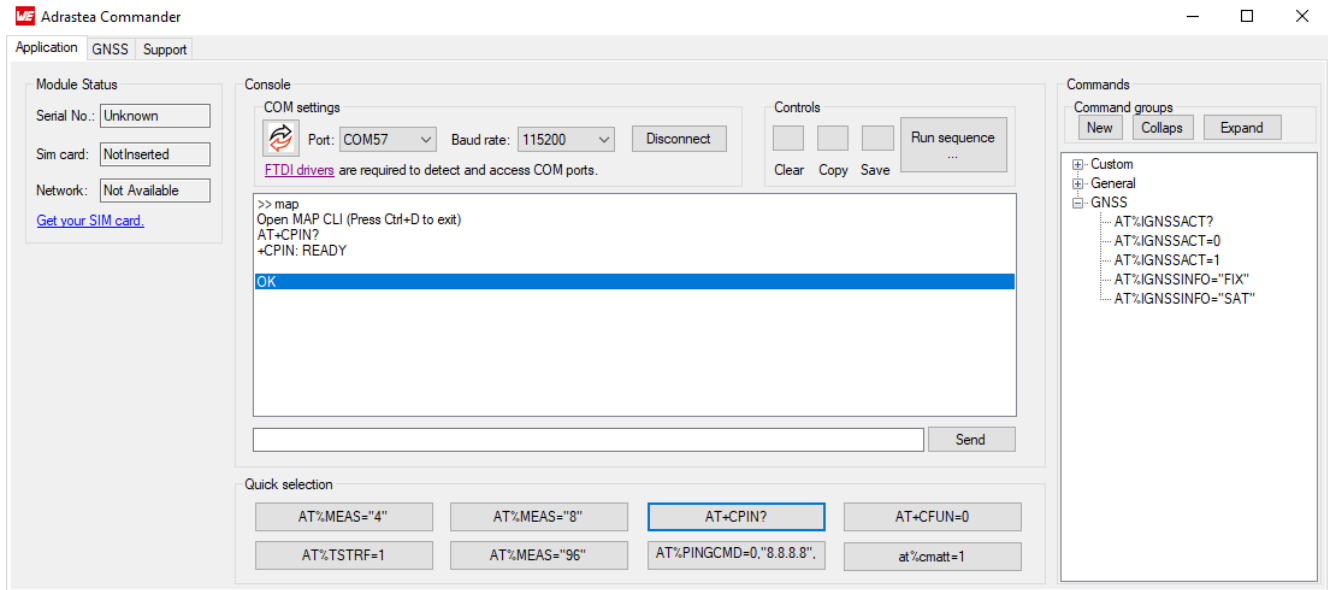 WE Adrastea Commander
Application GNSS Support
Module Status
Serial No.: Unknown
Sim card: NotInserted
Network: Not Available
Get your SIM card.
Console
COM settings
Port: COM57 Baud rate: 115200 Disconnect
FTDI drivers are required to detect and access COM ports.
Controls
Clear Copy Save
Run sequence
...
>> map
Open MAP CLI (Press Ctrl+D to exit)
AT+CPIN?
+CPIN: READY
OK
Send
Quick selection
AT%MEAS="4" AT%MEAS="8" AT+CPIN? AT+CFUN=0
AT%TSTRF=1 AT%MEAS="96" AT%PINGCMD=0,"8.8.8.8", at%cmatt=1
Commands
Command groups
New Collaps Expand
Custom
General
GNSS
AT%IGNSSACT?
AT%IGNSSACT=0
AT%IGNSSACT=1
AT%IGNSSINFO="FIX"
AT%IGNSSINFO="SAT"